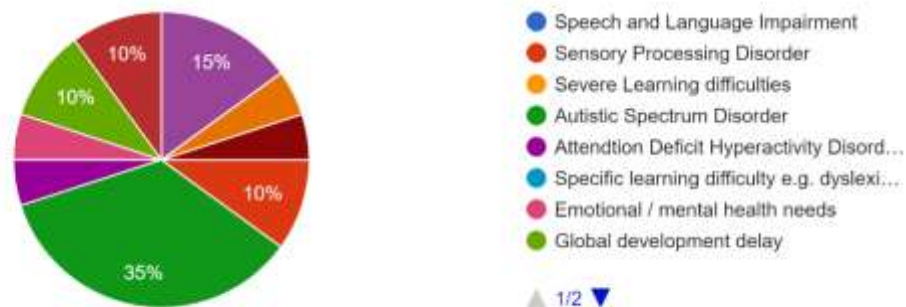 10%
15%
10%
10%
35%
Speech and Language Impairment
Sensory Processing Disorder
Severe Learning difficulties
Autistic Spectrum Disorder
Attendtion Deficit Hyperactivity Disord...
Specific learning difficulty e.g. dyslexi...
Emotional / mental health needs
Global development delay
1/2